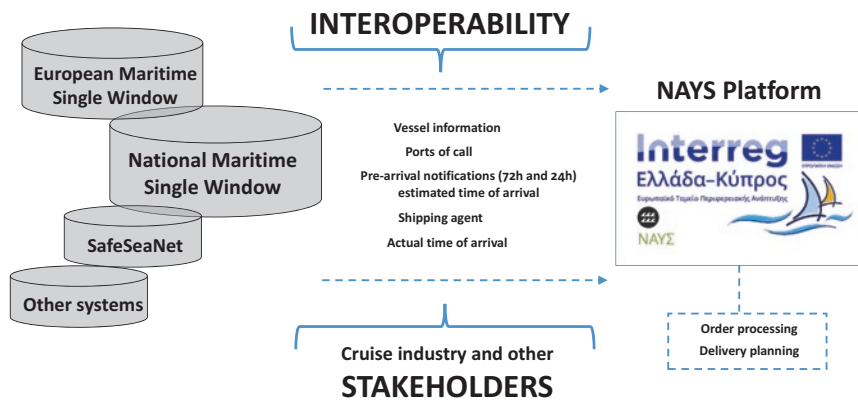 INTEROPERABILITY
European Maritime
Single Window
National Maritime
Single Window
SafeSeaNet
Other systems
Vessel information
Ports of call
Pre-arrival notifications (72h and 24h)
estimated time of arrival
Shipping agent
Actual time of arrival
Cruise industry and other
STAKEHOLDERS
NAYS Platform
Interreg
ΕΥΡΩΠΑΪΚΗ ΕΝΩΣΗ
Ελλάδα-Κύπρος
Ευρωπαϊκό Ταμείο Περιφερειακής Ανάπτυξης
ΝΑΥΣ
Order processing
Delivery planning